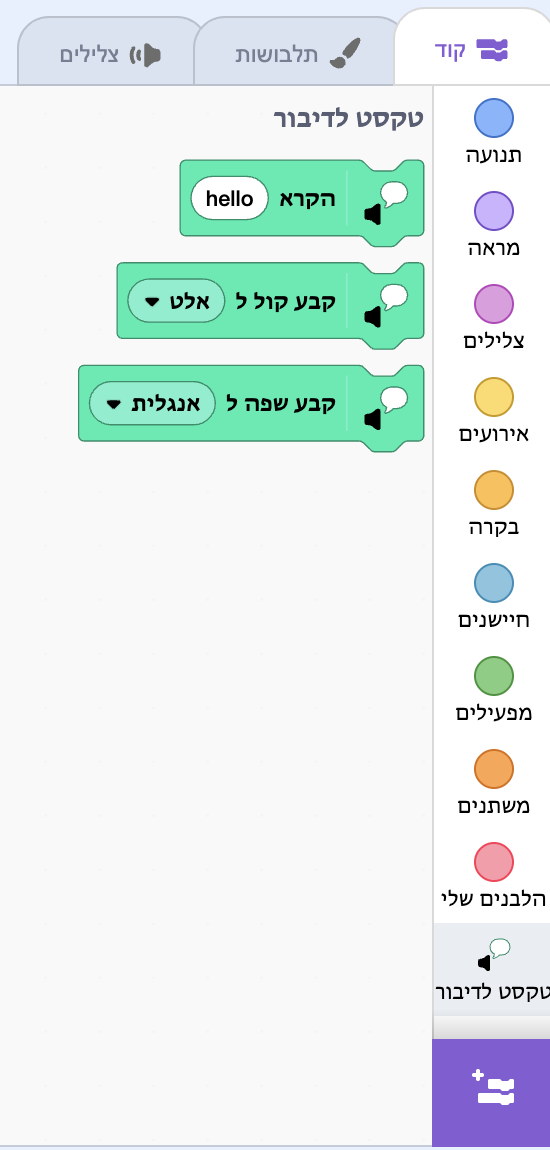 קוד
תלבושות
צלילים
תנועה
מראה
צלילים
אירועים
בקרה
חיישנים
מפעילים
משתנים
הלבנים שלי
טקסט לדיבור
טקסט לדיבור
הקרא hello
קבע קול ל אלט
קבע שפה ל אנגלית